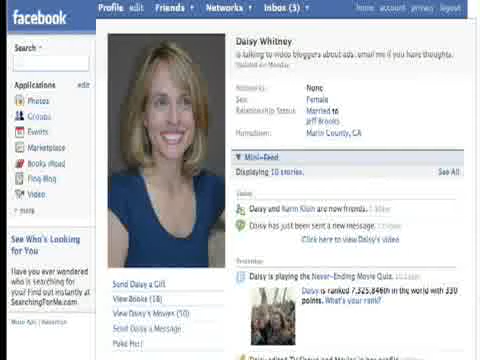 facebook
Profile edit Friends Networks Inbox (3) home account privacy logout
Search
Applications edit
Photos
Groups
Events
Marketplace
Video
more
See Who's Looking
for You
Have you ever wondered
who is searching for
you? Find out instantly at
SearchingForMe.com
Daisy Whitney
is talking to video bloggers about ads. email me if you have thoughts.
Updated on Monday
Networks: None
Sex: Female
Relationship Status: Married to
Jeff Brooks
Hometown: Marin County, CA
Mini-Feed
Displaying 10 stories. See All
Daisy and Karin Klein are now friends.
Daisy has just been sent a new message.
Click here to view Daisy's video
Yesterday
Daisy is playing the Never-Ending Movie Quiz.
Daisy is ranked 7,325,846th in the world with 330
points. What's your rank?
Send Daisy a Gift
View Books (18)
View Daisy's Movies (50)
Send Daisy a Message
Poke Her!